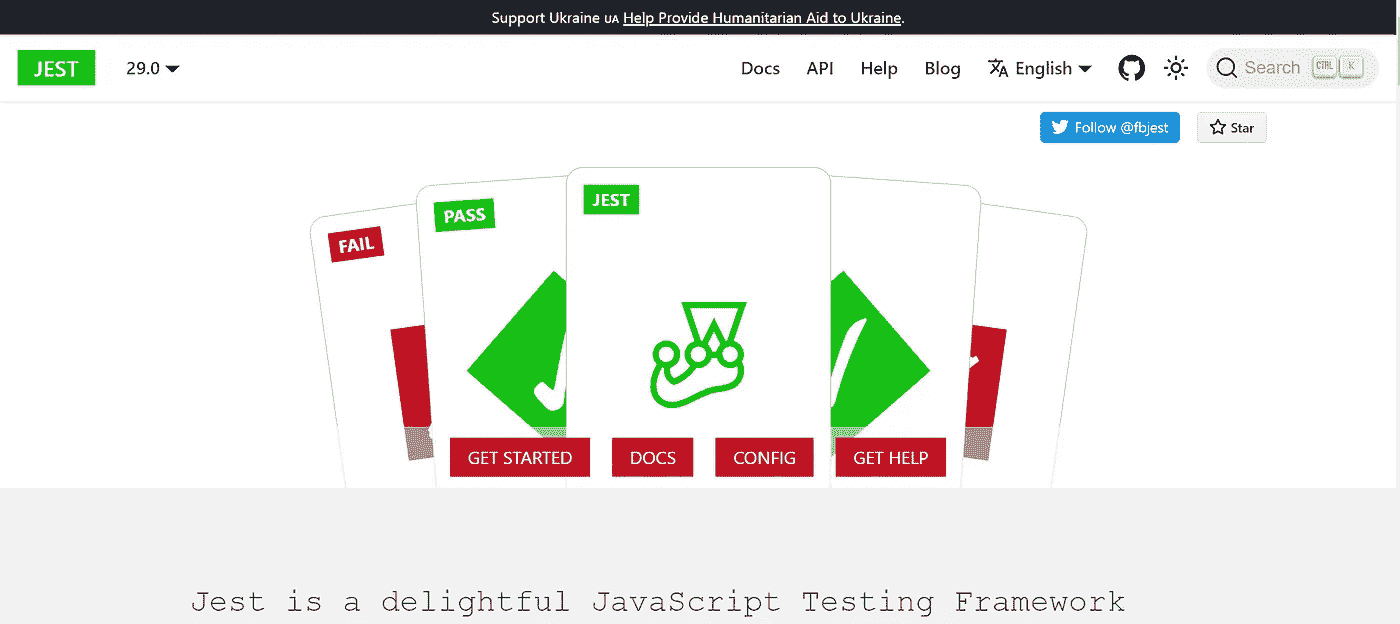 Support Ukraine UA Help Provide Humanitarian Aid to Ukraine.
JEST 29.0 Docs API Help Blog English Search CTRL K
Follow @fbjest Star
FAIL PASS JEST
GET STARTED DOCS CONFIG GET HELP
Jest is a delightful JavaScript Testing Framework